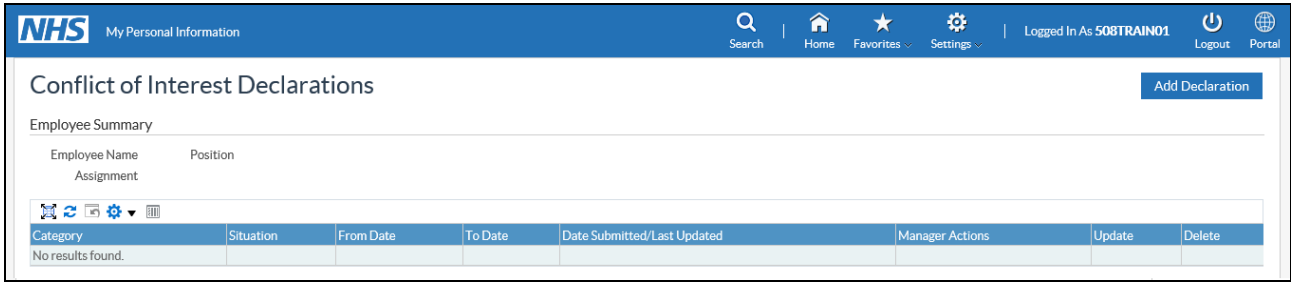 NHS My Personal Information Search Home Favorites Settings Logged In As 508TRAIN01 Logout Portal
Conflict of Interest Declarations Add Declaration
Employee Summary
Employee Name Position
Assignment
Category Situation From Date To Date Date Submitted/Last Updated Manager Actions Update Delete
No results found.